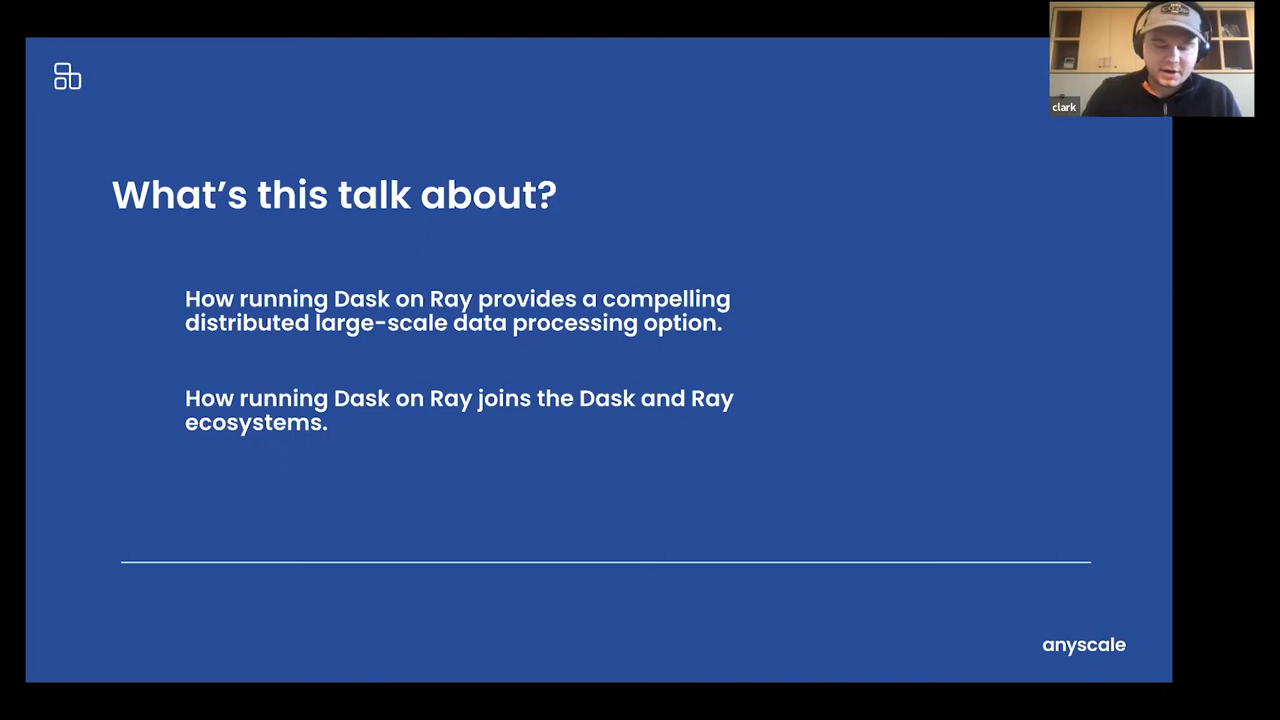 clark
What's this talk about?
How running Dask on Ray provides a compelling
distributed large-scale data processing option.
How running Dask on Ray joins the Dask and Ray
ecosystems.
anyscale